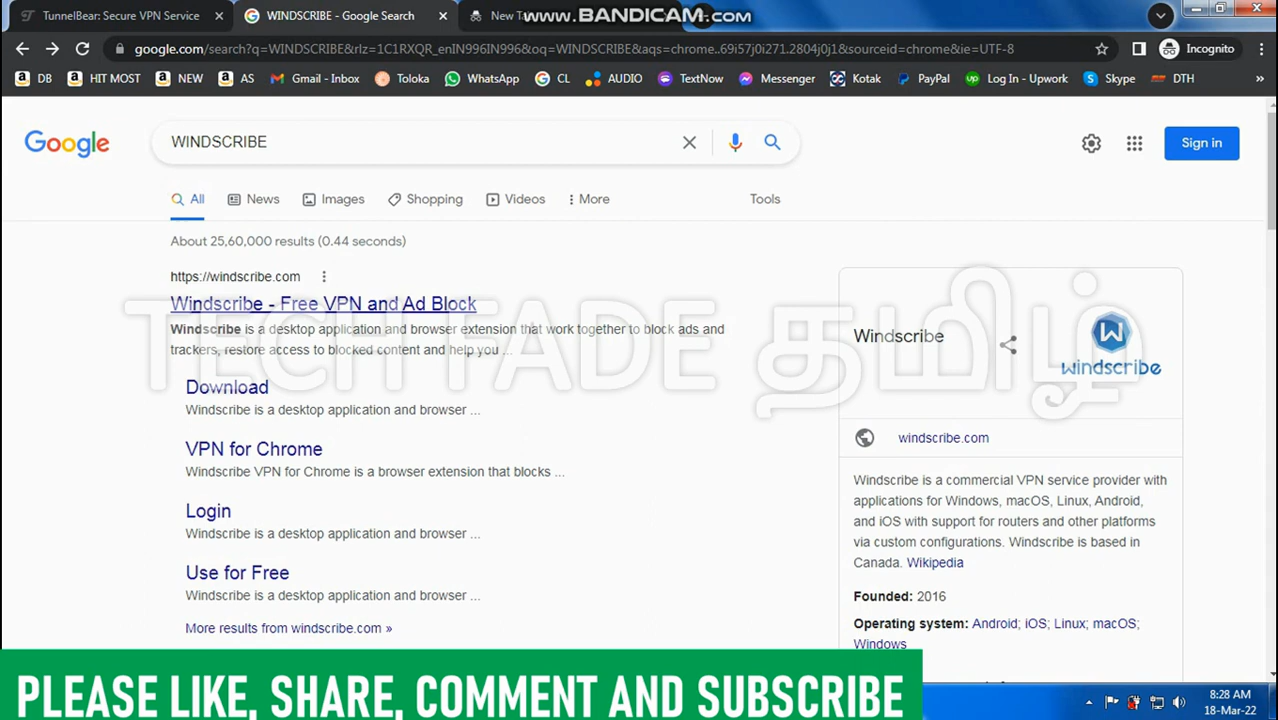 TunnelBear: Secure VPN Service
WINDSCRIBE - Google Search
New Ta
www.BANDICAM.com
google.com/search?q=WINDSCRIBE&rlz=1C1RXQR_enIN996IN996&oq=WINDSCRIBE&aqs=chrome..69i57j0i271.2804j0j1&sourceid=chrome&ie=UTF-8
Incognito
DB
HIT MOST
NEW
AS
Gmail - Inbox
Toloka
WhatsApp
CL
AUDIO
TextNow
Messenger
Kotak
PayPal
Log In - Upwork
Skype
DTH
»
Google
WINDSCRIBE
Sign in
All
News
Images
Shopping
Videos
More
Tools
About 25,60,000 results (0.44 seconds)
https://windscribe.com
Windscribe - Free VPN and Ad Block
Windscribe is a desktop application and browser extension that work together to block ads and
trackers, restore access to blocked content and help you ...
TECH FADE தமிழ்
Download
Windscribe is a desktop application and browser ...
VPN for Chrome
Windscribe VPN for Chrome is a browser extension that blocks ...
Login
Windscribe is a desktop application and browser ...
Use for Free
Windscribe is a desktop application and browser ...
More results from windscribe.com »
Windscribe
windscribe
windscribe.com
Windscribe is a commercial VPN service provider with
applications for Windows, macOS, Linux, Android,
and iOS with support for routers and other platforms
via custom configurations. Windscribe is based in
Canada. Wikipedia
Founded: 2016
Operating system: Android; iOS; Linux; macOS;
Windows
PLEASE LIKE, SHARE, COMMENT AND SUBSCRIBE
8:28 AM
18-Mar-22